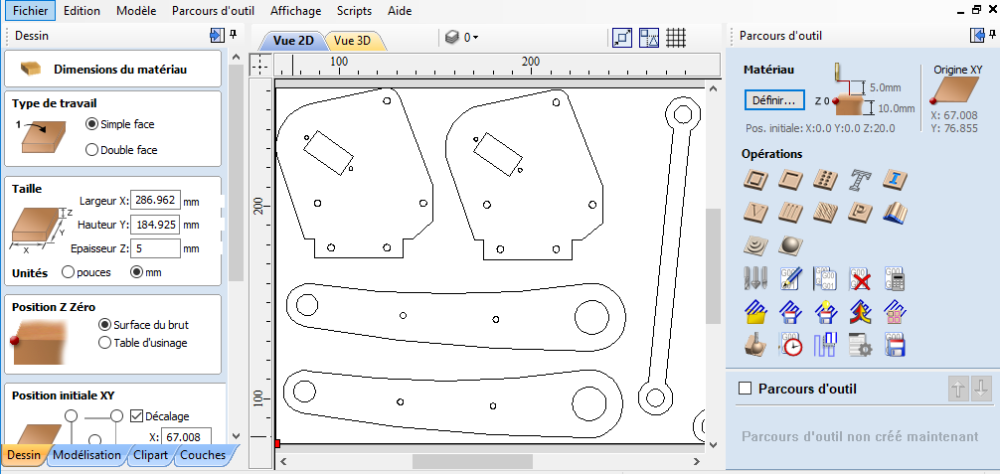 Fichier Edition Modèle Parcours d'outil Affichage Scripts Aide
Dessin
Dimensions du matériau
Type de travail
1
Simple face
Double face
Taille
Largeur X: 286.962 mm
Hauteur Y: 184.925 mm
Epaisseur Z: 5 mm
Z
Y
X
Unités pouces mm
Position Z Zéro
Surface du brut
Table d'usinage
Position initiale XY
Décalage
X: 67.008
Dessin Modélisation Clipart Couches
Vue 2D Vue 3D 0
100 200
200
100
Parcours d'outil
Matériau
Définir...
Z 0
5.0mm
10.0mm
Pos. initiale: X:0.0 Y:0.0 Z:20.0
Origine XY
X: 67.008
Y: 76.855
Opérations
Parcours d'outil
Parcours d'outil non créé maintenant